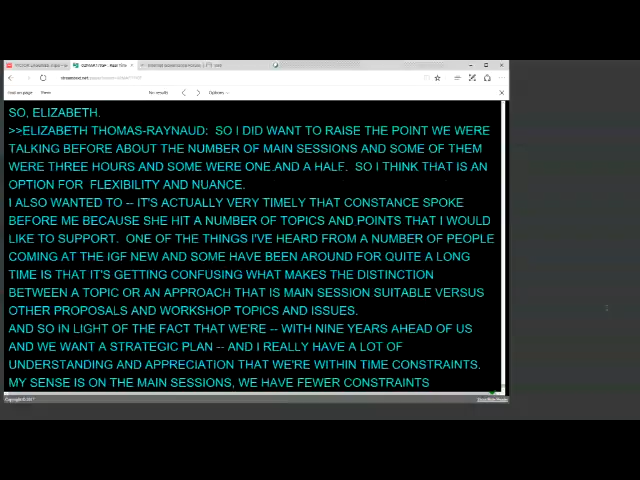 streamtext.net
Find on page
No results
Options
SO, ELIZABETH.
>>ELIZABETH THOMAS-RAYNAUD:  SO I DID WANT TO RAISE THE POINT WE WERE
TALKING BEFORE ABOUT THE NUMBER OF MAIN SESSIONS AND SOME OF THEM
WERE THREE HOURS AND SOME WERE ONE AND A HALF.  SO I THINK THAT IS AN
OPTION FOR  FLEXIBILITY AND NUANCE.
I ALSO WANTED TO -- IT'S ACTUALLY VERY TIMELY THAT CONSTANCE SPOKE
BEFORE ME BECAUSE SHE HIT A NUMBER OF TOPICS AND POINTS THAT I WOULD
LIKE TO SUPPORT.  ONE OF THE THINGS I'VE HEARD FROM A NUMBER OF PEOPLE
COMING AT THE IGF NEW AND SOME HAVE BEEN AROUND FOR QUITE A LONG
TIME IS THAT IT'S GETTING CONFUSING WHAT MAKES THE DISTINCTION
BETWEEN A TOPIC OR AN APPROACH THAT IS MAIN SESSION SUITABLE VERSUS
OTHER PROPOSALS AND WORKSHOP TOPICS AND ISSUES.
AND SO IN LIGHT OF THE FACT THAT WE'RE -- WITH NINE YEARS AHEAD OF US
AND WE WANT A STRATEGIC PLAN -- AND I REALLY HAVE A LOT OF
UNDERSTANDING AND APPRECIATION THAT WE'RE WITHIN TIME CONSTRAINTS.
MY SENSE IS ON THE MAIN SESSIONS, WE HAVE FEWER CONSTRAINTS